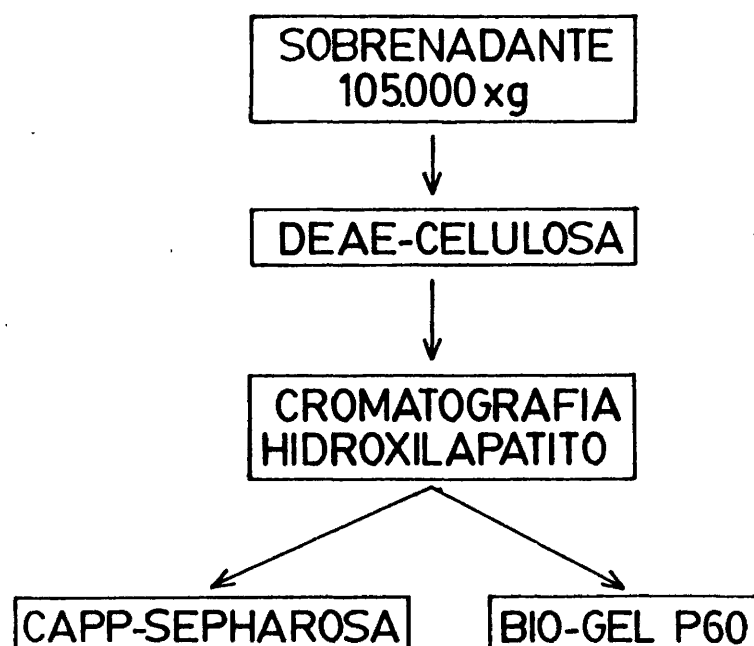 SOBRENADANTE
105.000 xg
DEAE-CELULOSA
CROMATOGRAFIA
HIDROXILAPATITO
CAPP-SEPHAROSA
BIO-GEL P60